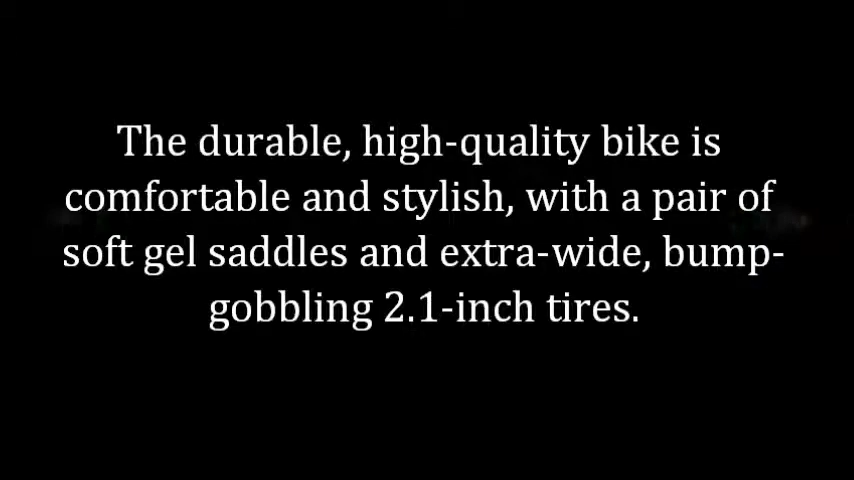 The durable, high-quality bike is
comfortable and stylish, with a pair of
soft gel saddles and extra-wide, bump-
gobbling 2.1-inch tires.